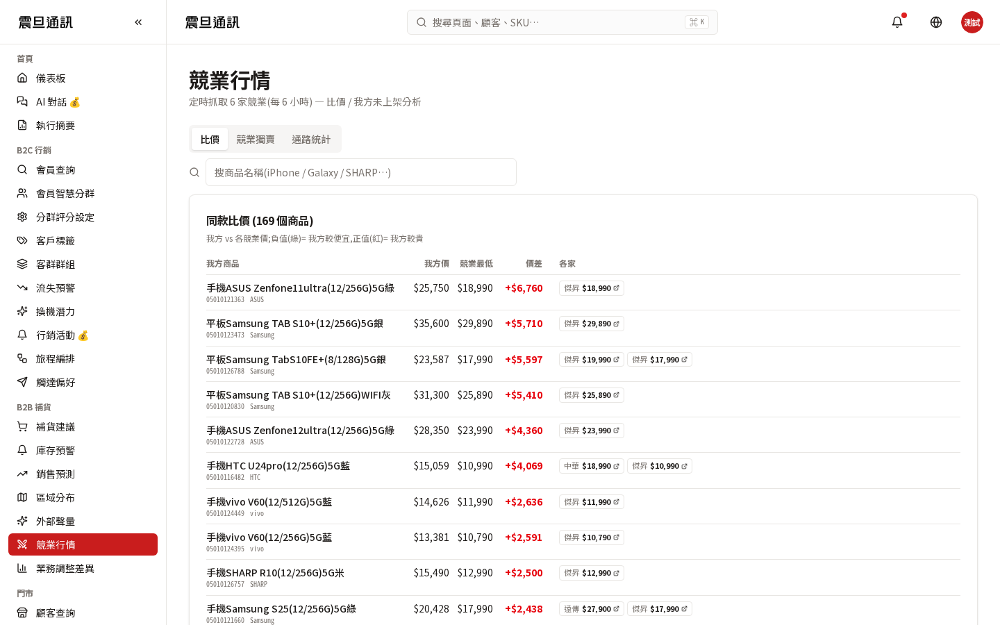 震旦通訊
震旦通訊
搜尋頁面、顧客、SKU…
⌘ K
測試
首頁
儀表板
AI 對話 💰
執行摘要
B2C 行銷
會員查詢
會員智慧分群
分群評分設定
客戶標籤
客群群組
流失預警
換機潛力
行銷活動 💰
旅程編排
觸達偏好
B2B 補貨
補貨建議
庫存預警
銷售預測
區域分布
外部聲量
競業行情
業務調整差異
門市
顧客查詢
競業行情
定時抓取 6 家競業(每 6 小時) — 比價 / 我方未上架分析
比價 競業獨賣 通路統計
搜商品名稱(iPhone / Galaxy / SHARP…)
同款比價 (169 個商品)
我方 vs 各競業價;負值(綠)= 我方較便宜,正值(紅)= 我方較貴
我方商品 我方價 競業最低 價差 各家
手機ASUS Zenfone11ultra(12/256G)5G綠 $25,750 $18,990 +$6,760 傑昇 $18,990
05010121363 ASUS
平板Samsung TAB S10+(12/256G)5G銀 $35,600 $29,890 +$5,710 傑昇 $29,890
05010123473 Samsung
平板Samsung TabS10FE+(8/128G)5G銀 $23,587 $17,990 +$5,597 傑昇 $19,990 傑昇 $17,990
05010126788 Samsung
平板Samsung TAB S10+(12/256G)WIFI灰 $31,300 $25,890 +$5,410 傑昇 $25,890
05010120830 Samsung
手機ASUS Zenfone12ultra(12/256G)5G綠 $28,350 $23,990 +$4,360 傑昇 $23,990
05010122728 ASUS
手機HTC U24pro(12/256G)5G藍 $15,059 $10,990 +$4,069 中華 $18,990 傑昇 $10,990
05010116482 HTC
手機vivo V60(12/512G)5G藍 $14,626 $11,990 +$2,636 傑昇 $11,990
05010124449 vivo
手機vivo V60(12/256G)5G藍 $13,381 $10,790 +$2,591 傑昇 $10,790
05010124395 vivo
手機SHARP R10(12/256G)5G米 $15,490 $12,990 +$2,500 傑昇 $12,990
05010126757 SHARP
手機Samsung S25(12/256G)5G綠 $20,428 $17,990 +$2,438 遠傳 $27,900 傑昇 $17,990
05010121660 Samsung